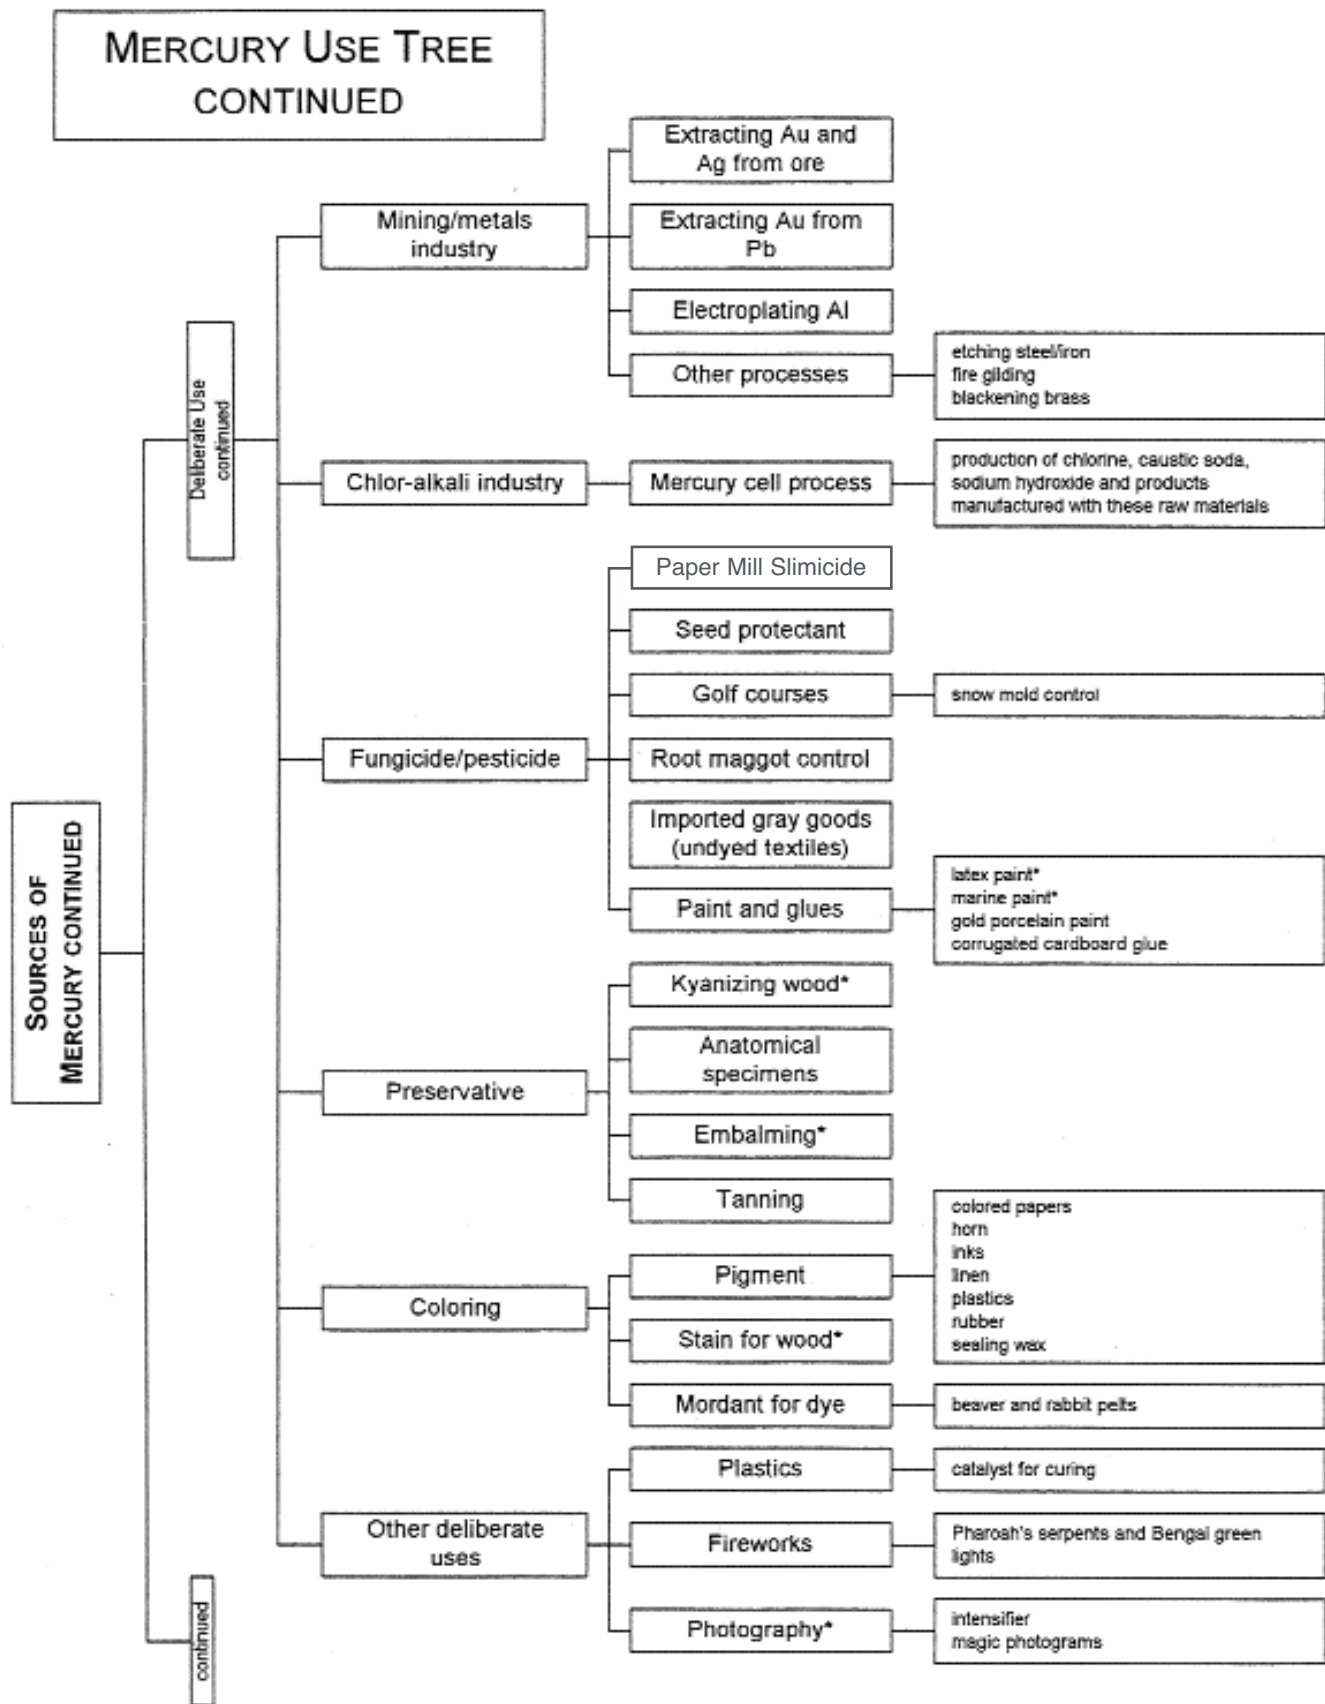 MERCURY USE TREE
CONTINUED
SOURCES OF
MERCURY CONTINUED
Deliberate Use
continued
Mining/metals
industry
Extracting Au and
Ag from ore
Extracting Au from
Pb
Electroplating Al
Other processes
etching steel/iron
fire gilding
blackening brass
Chlor-alkali industry
Mercury cell process
production of chlorine, caustic soda,
sodium hydroxide and products
manufactured with these raw materials
Fungicide/pesticide
Paper Mill Slimicide
Seed protectant
Golf courses
snow mold control
Root maggot control
Imported gray goods
(undyed textiles)
Paint and glues
latex paint*
marine paint*
gold porcelain paint
corrugated cardboard glue
Preservative
Kyanizing wood*
Anatomical
specimens
Embalming*
Tanning
Coloring
Pigment
colored papers
horn
inks
linen
plastics
rubber
sealing wax
Stain for wood*
Mordant for dye
beaver and rabbit pelts
Other deliberate
uses
Plastics
catalyst for curing
Fireworks
Pharoah's serpents and Bengal green
lights
Photography*
intensifier
magic photograms
continued